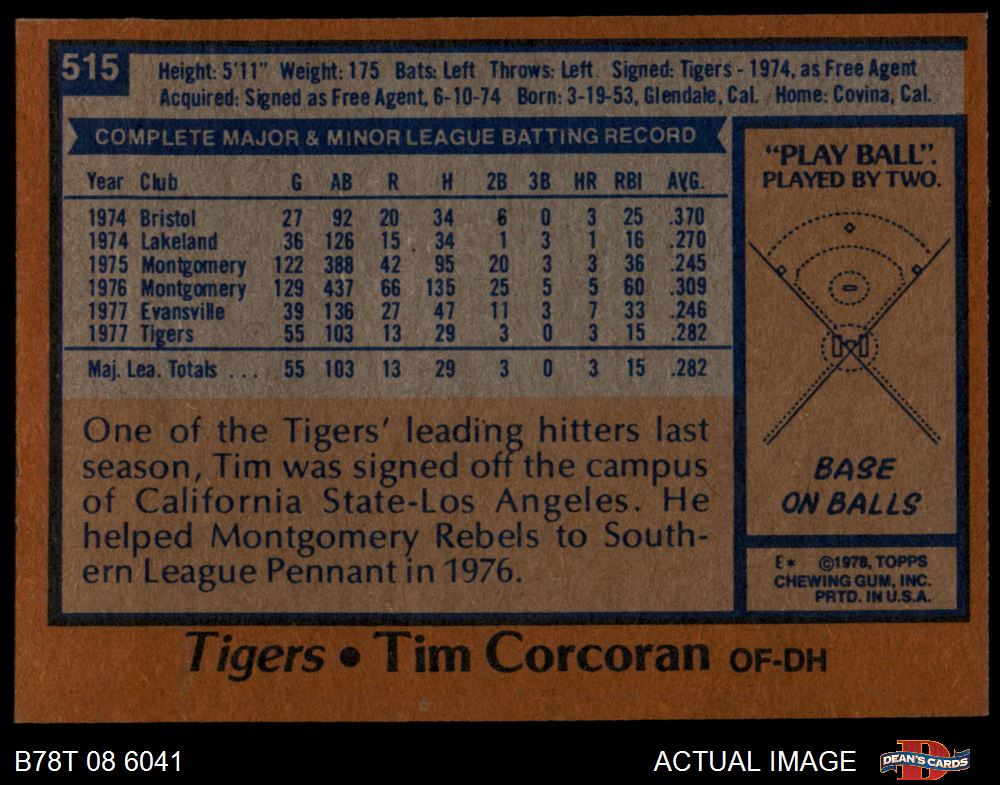 515
Height: 5'11" Weight: 175 Bats: Left Throws: Left Signed: Tigers - 1974, as Free Agent
Acquired: Signed as Free Agent, 6-10-74 Born: 3-19-53, Glendale, Cal. Home: Covina, Cal.
COMPLETE MAJOR & MINOR LEAGUE BATTING RECORD
Year Club G AB R H 2B 3B HR RBI AVG.
1974 Bristol 27 92 20 34 6 0 3 25 .370
1974 Lakeland 36 126 15 34 1 3 1 16 .270
1975 Montgomery 122 388 42 95 20 3 3 36 .245
1976 Montgomery 129 437 66 135 25 5 5 60 .309
1977 Evansville 39 136 27 47 11 3 7 33 .246
1977 Tigers 55 103 13 29 3 0 3 15 .282
Maj. Lea. Totals ... 55 103 13 29 3 0 3 15 .282
One of the Tigers' leading hitters last
season, Tim was signed off the campus
of California State-Los Angeles. He
helped Montgomery Rebels to South-
ern League Pennant in 1976.
"PLAY BALL".
PLAYED BY TWO.
BASE
ON BALLS
E* ©1978, TOPPS
CHEWING GUM, INC.
PRTD. IN U.S.A.
Tigers • Tim Corcoran OF-DH
B78T 08 6041
ACTUAL IMAGE
D
DEAN'S CARDS